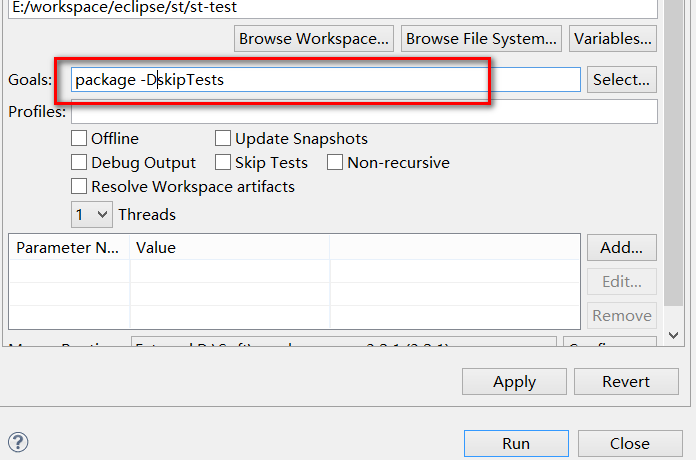 E:/workspace/eclipse/st/st-test
Browse Workspace... Browse File System... Variables...
Goals: package -DskipTests Select...
Profiles:
Offline Update Snapshots
Debug Output Skip Tests Non-recursive
Resolve Workspace artifacts
1 Threads
Parameter N... Value Add...
Edit...
Remove
Apply Revert
? Run Close